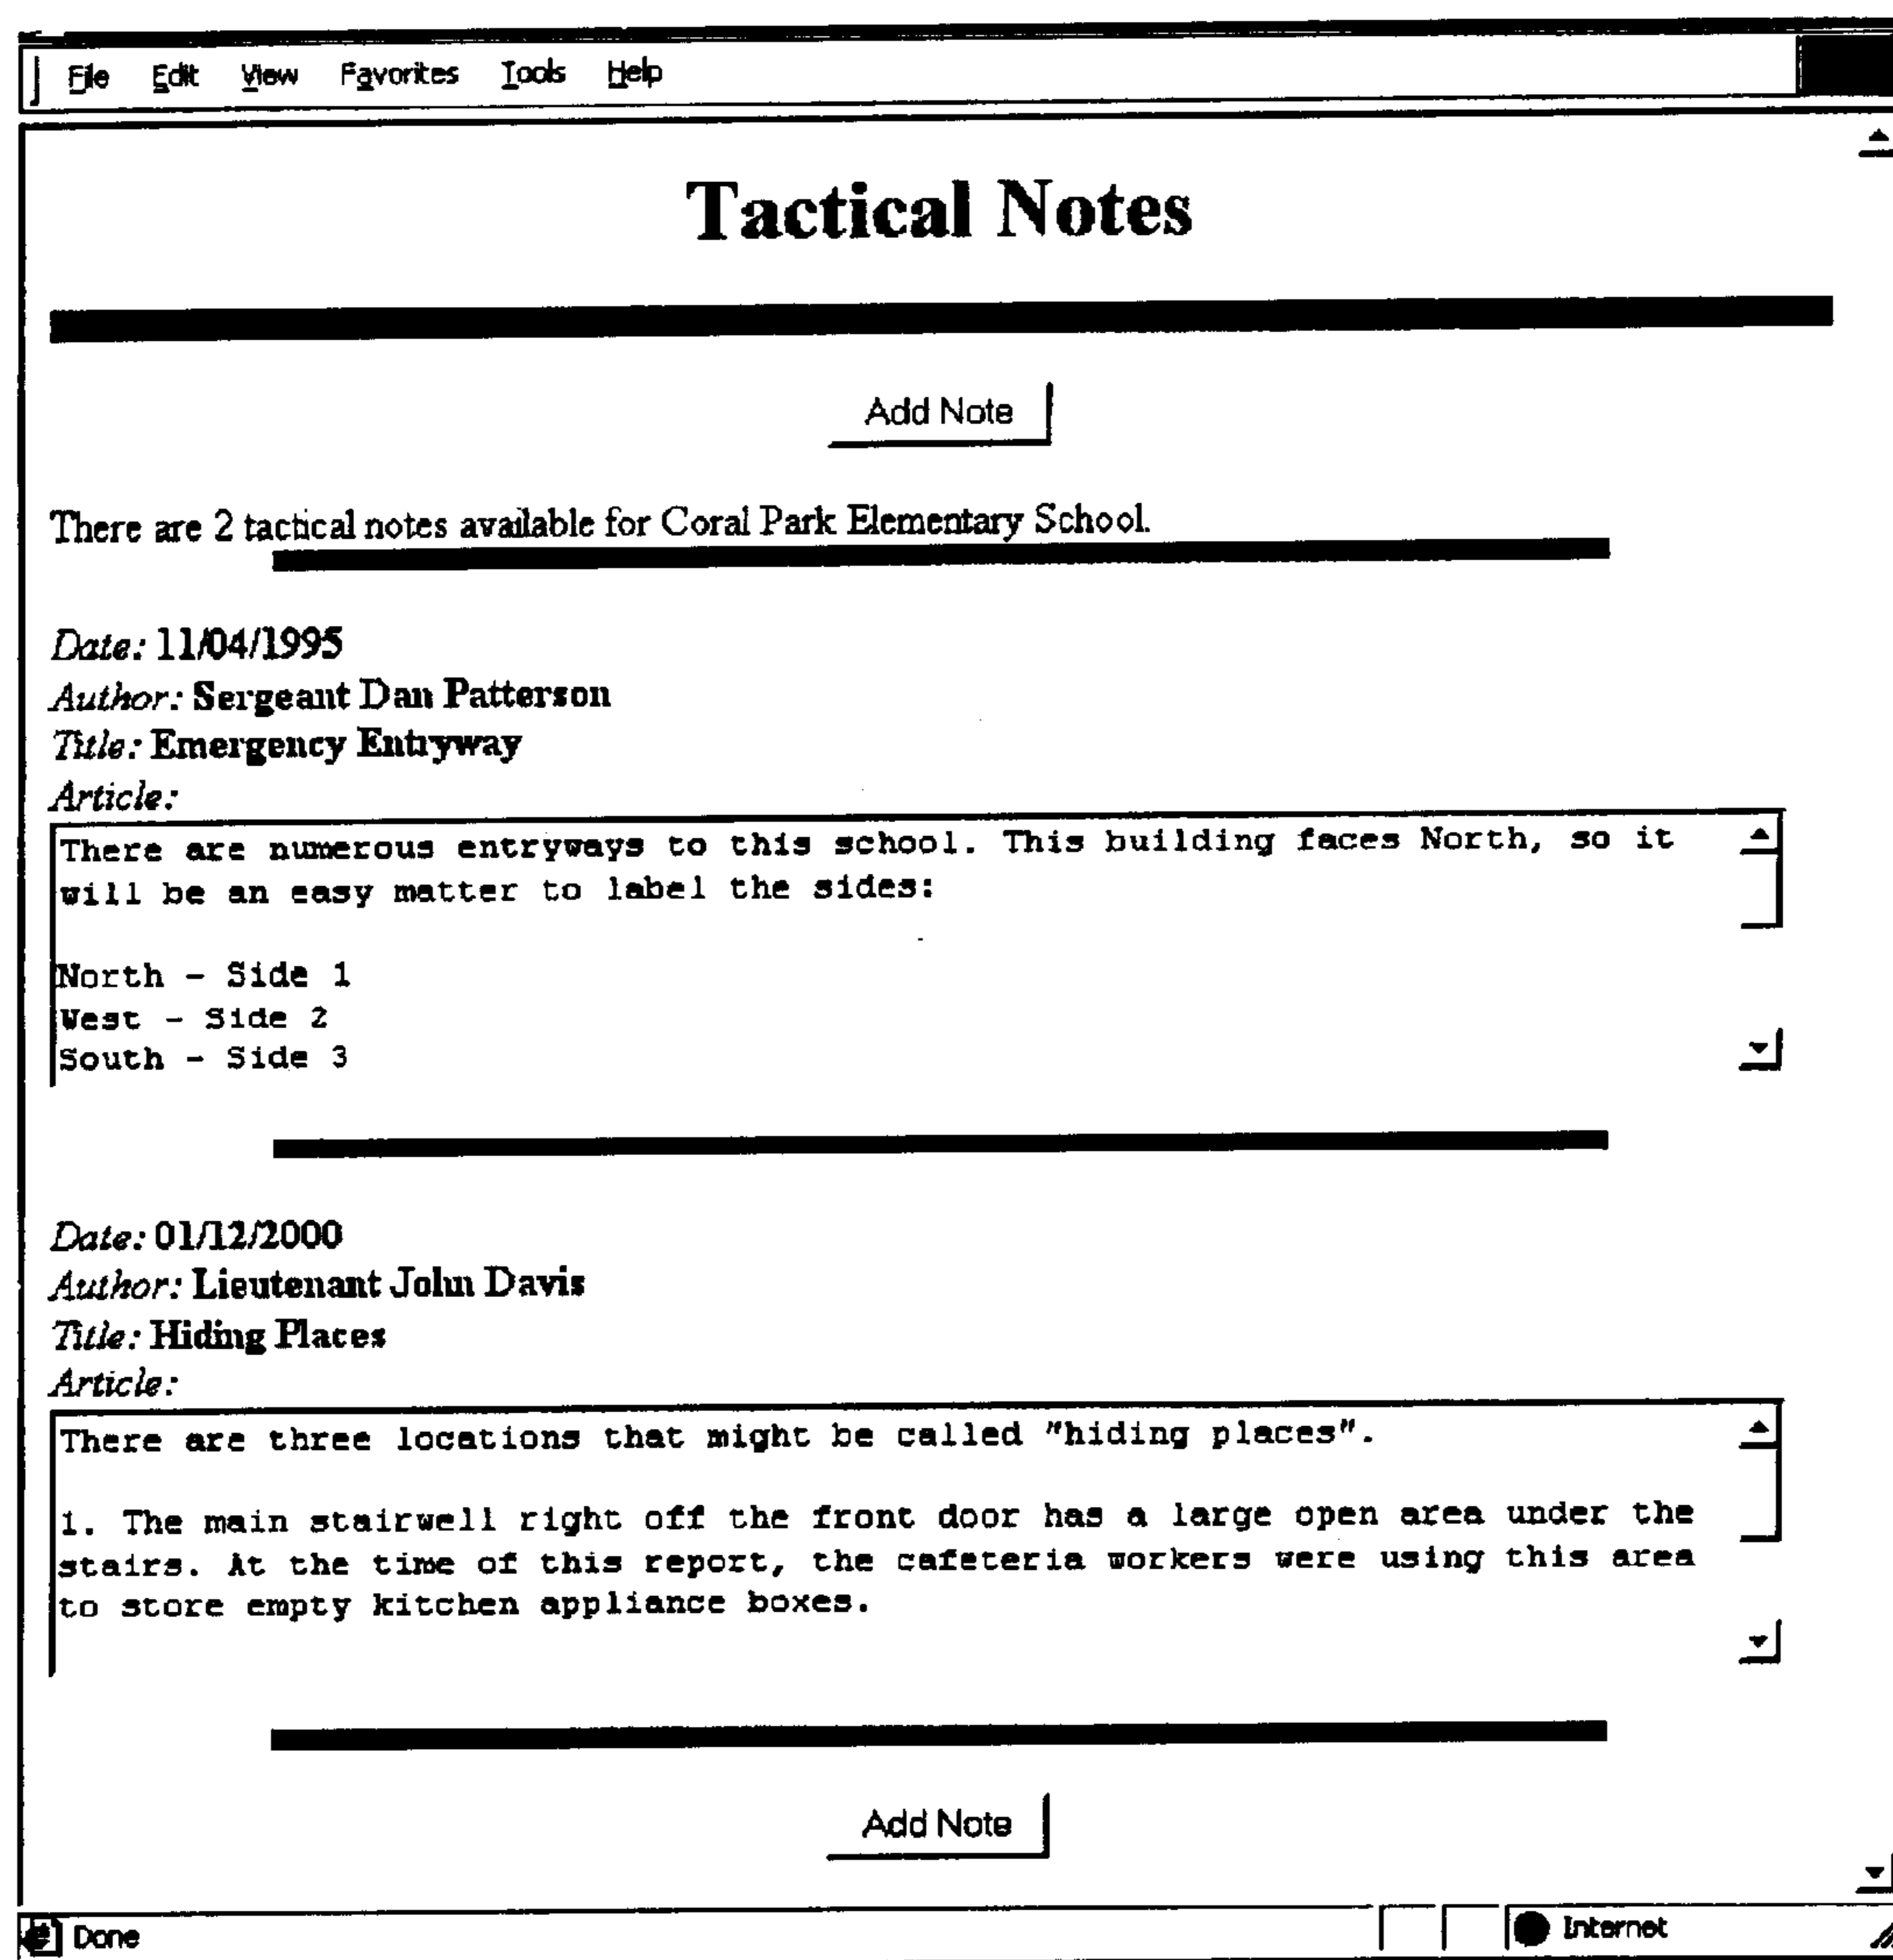 File Edit View Favorites Tools Help
Tactical Notes
Add Note
There are 2 tactical notes available for Coral Park Elementary School.
Date: 11/04/1995
Author: Sergeant Dan Patterson
Title: Emergency Entryway
Article:
There are numerous entryways to this school. This building faces North, so it
will be an easy matter to label the sides:
North - Side 1
West - Side 2
South - Side 3
Date: 01/12/2000
Author: Lieutenant John Davis
Title: Hiding Places
Article:
There are three locations that might be called "hiding places".
1. The main stairwell right off the front door has a large open area under the
stairs. At the time of this report, the cafeteria workers were using this area
to store empty kitchen appliance boxes.
Add Note
Done Internet